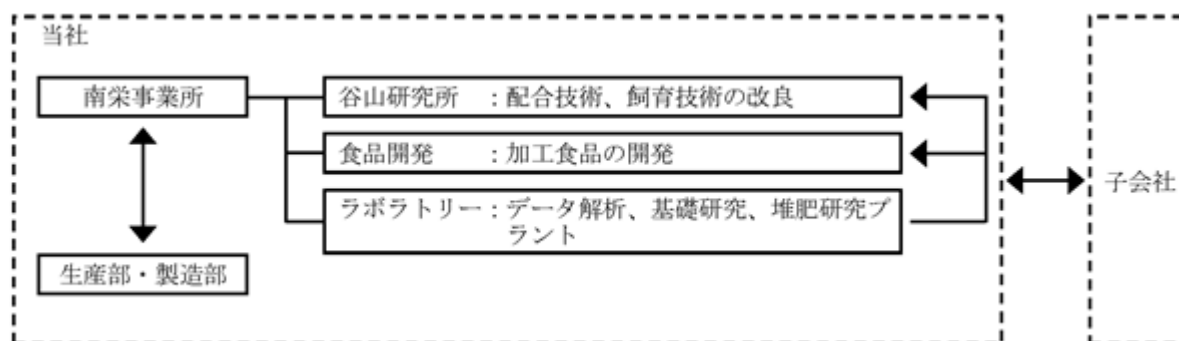 当社
南栄事業所
谷山研究所　：配合技術、飼育技術の改良
食品開発　　：加工食品の開発
ラボラトリー：データ解析、基礎研究、堆肥研究プ
ラント
子会社
生産部・製造部